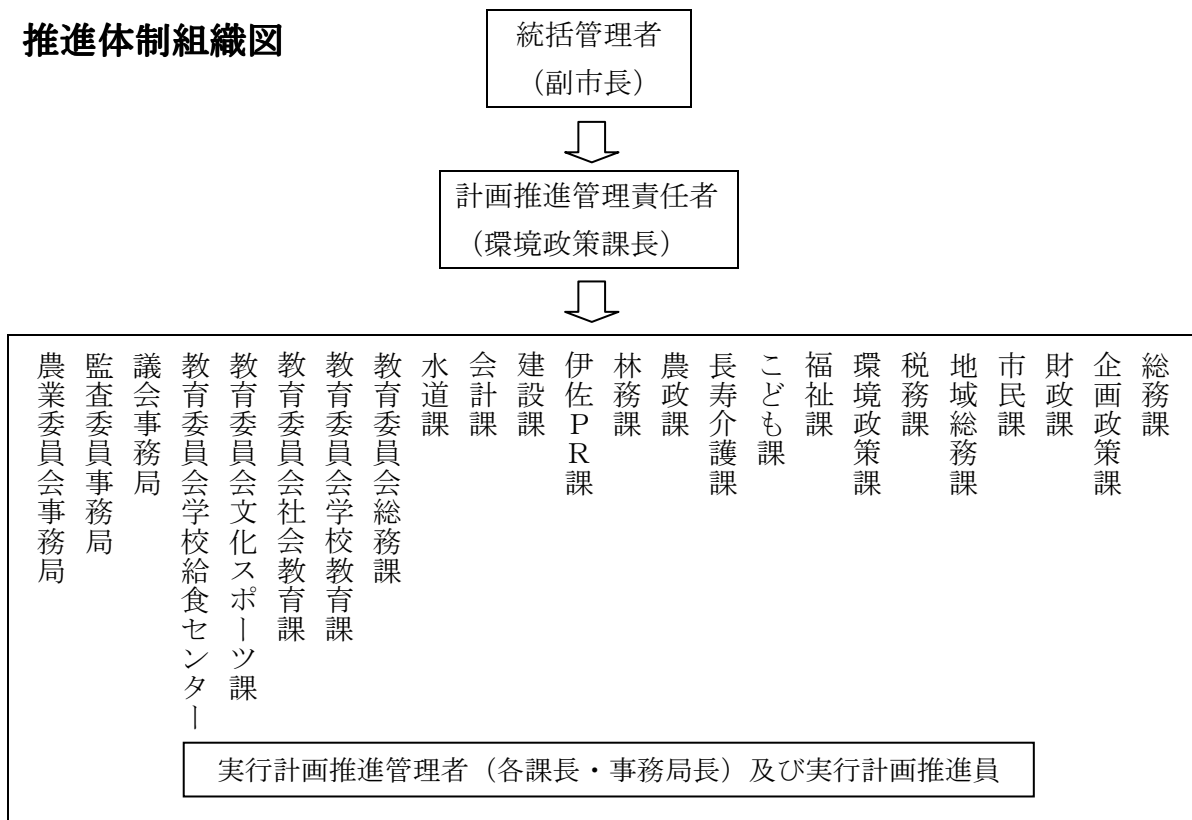 推進体制組織図
統括管理者
（副市長）
計画推進管理責任者
（環境政策課長）
総務課
企画政策課
財政課
市民課
地域総務課
税務課
環境政策課
福祉課
こども課
長寿介護課
農政課
林務課
伊佐ＰＲ課
建設課
会計課
水道課
教育委員会総務課
教育委員会学校教育課
教育委員会社会教育課
教育委員会文化スポーツ課
教育委員会学校給食センター
議会事務局
監査委員事務局
農業委員会事務局
実行計画推進管理者（各課長・事務局長）及び実行計画推進員